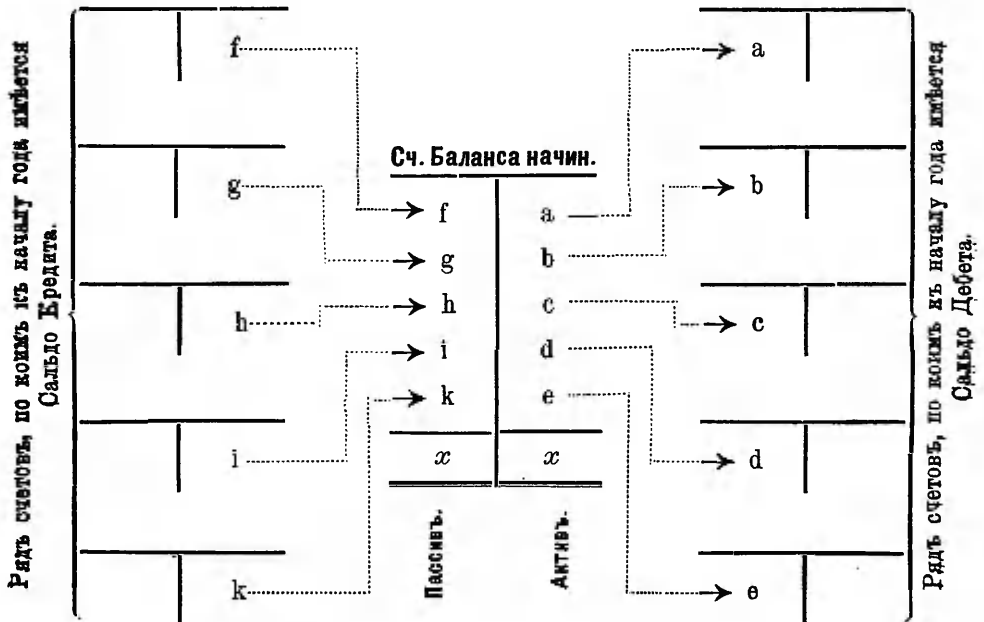 Рядъ счетовъ, по коимъ къ началу года имѣется
Сальдо Кредита.
f
g
h
i
k
Сч. Баланса начин.
f a
g b
h c
i d
k e
x x
Пассивъ.
Активъ.
a
b
c
d
e
Рядъ счетовъ, по коимъ къ началу года имѣется
Сальдо Дебета.